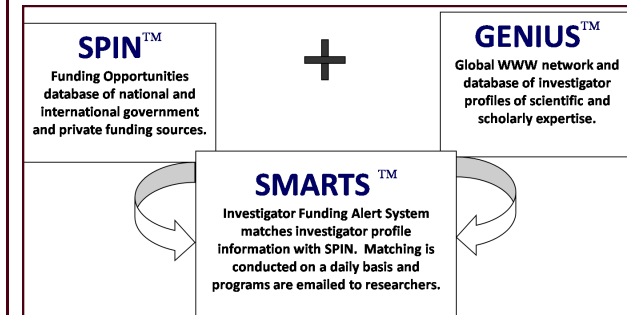 SPIN™
Funding Opportunities
database of national and
international government
and private funding sources.
GENIUS™
Global WWW network and
database of investigator
profiles of scientific and
scholarly expertise.
SMARTS ™
Investigator Funding Alert System
matches investigator profile
information with SPIN.  Matching is
conducted on a daily basis and
programs are emailed to researchers.